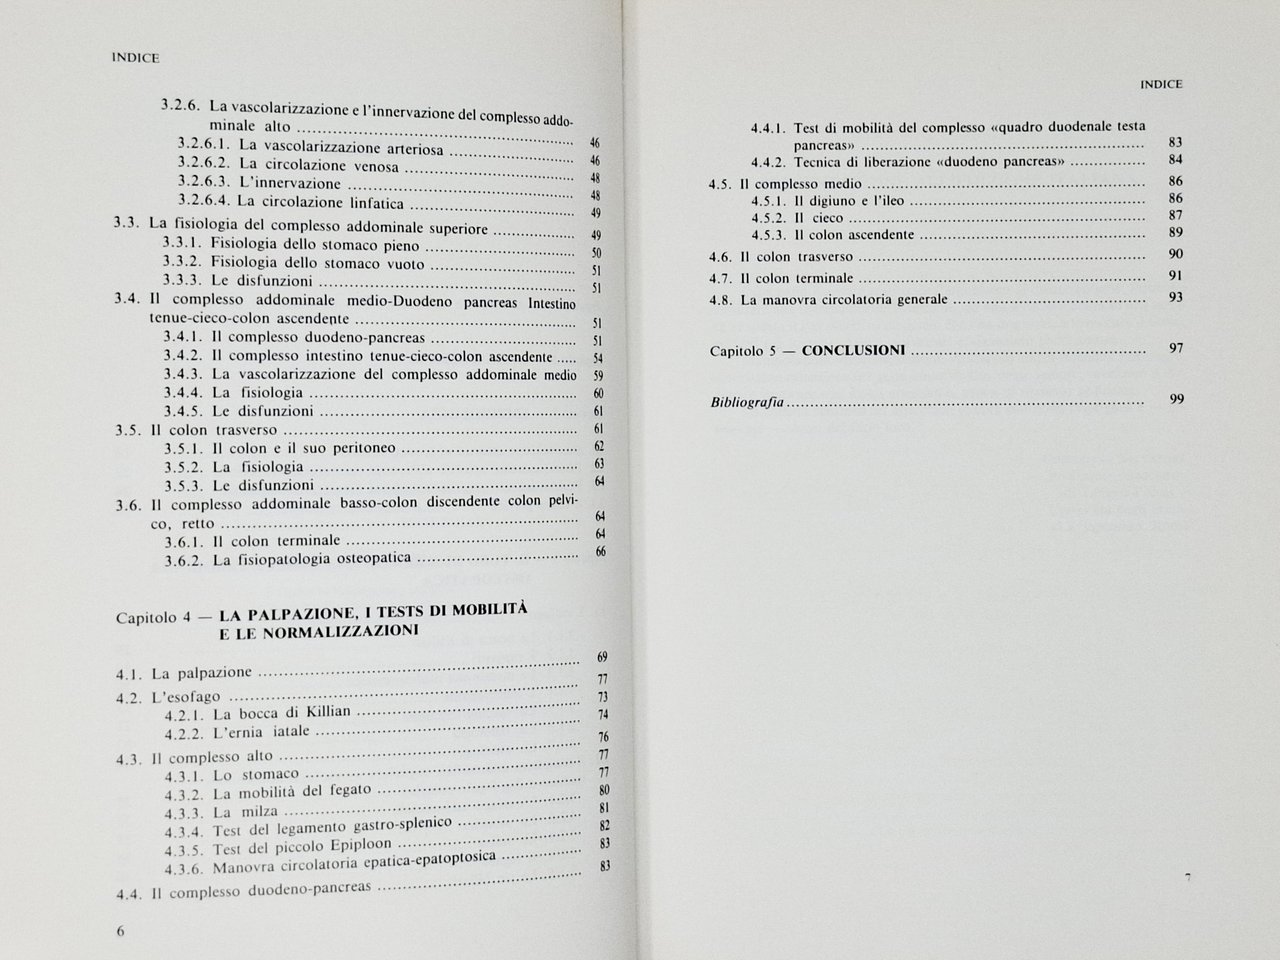 INDICE
3.2.6. La vascolarizzazione e l'innervazione del complesso addo-
minale alto ........................................ 46
3.2.6.1. La vascolarizzazione arteriosa .................. 46
3.2.6.2. La circolazione venosa ........................ 48
3.2.6.3. L'innervazione ................................ 48
3.2.6.4. La circolazione linfatica ........................ 49
3.3. La fisiologia del complesso addominale superiore ............ 49
3.3.1. Fisiologia dello stomaco pieno ...................... 50
3.3.2. Fisiologia dello stomaco vuoto ...................... 51
3.3.3. Le disfunzioni ...................................... 51
3.4. Il complesso addominale medio-Duodeno pancreas Intestino
tenue-cieco-colon ascendente .............................. 51
3.4.1. Il complesso duodeno-pancreas ...................... 51
3.4.2. Il complesso intestino tenue-cieco-colon ascendente ..... 54
3.4.3. La vascolarizzazione del complesso addominale medio 59
3.4.4. La fisiologia ........................................ 60
3.4.5. Le disfunzioni ...................................... 61
3.5. Il colon trasverso .......................................... 61
3.5.1. Il colon e il suo peritoneo ............................ 62
3.5.2. La fisiologia ........................................ 63
3.5.3. Le disfunzioni ...................................... 64
3.6. Il complesso addominale basso-colon discendente colon pelvi-
co, retto .................................................. 64
3.6.1. Il colon terminale .................................. 64
3.6.2. La fisiopatologia osteopatica ........................ 66
Capitolo 4 — LA PALPAZIONE, I TESTS DI MOBILITÀ
E LE NORMALIZZAZIONI
4.1. La palpazione .............................................. 69
4.2. L'esofago .................................................. 77
4.2.1. La bocca di Killian .................................. 73
4.2.2. L'ernia iatale ........................................ 74
4.3. Il complesso alto .......................................... 76
4.3.1. Lo stomaco .......................................... 77
4.3.2. La mobilità del fegato ................................ 77
4.3.3. La milza ............................................ 80
4.3.4. Test del legamento gastro-splenico .................... 81
4.3.5. Test del piccolo Epiploon ............................ 82
4.3.6. Manovra circolatoria epatica-epatoptosica ............ 83
4.4. Il complesso duodeno-pancreas .............................. 83
6
INDICE
4.4.1. Test di mobilità del complesso «quadro duodenale testa
pancreas» .......................................... 83
4.4.2. Tecnica di liberazione «duodeno pancreas» ............ 84
4.5. Il complesso medio ........................................ 86
4.5.1. Il digiuno e l'ileo .................................. 86
4.5.2. Il cieco ............................................ 87
4.5.3. Il colon ascendente .................................. 89
4.6. Il colon trasverso .......................................... 90
4.7. Il colon terminale .......................................... 91
4.8. La manovra circolatoria generale ............................ 93
Capitolo 5 — CONCLUSIONI .................................... 97
Bibliografia .................................................... 99
7